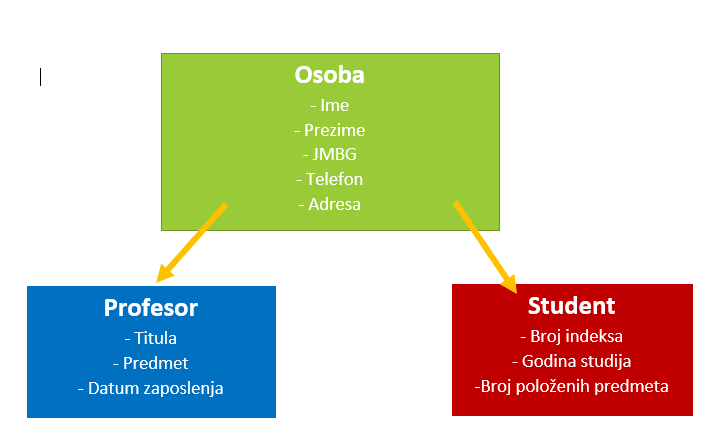 Osoba
- Ime
- Prezime
- JMBG
- Telefon
- Adresa
Profesor
- Titula
- Predmet
- Datum zaposlenja
Student
- Broj indeksa
- Godina studija
-Broj položenih predmeta